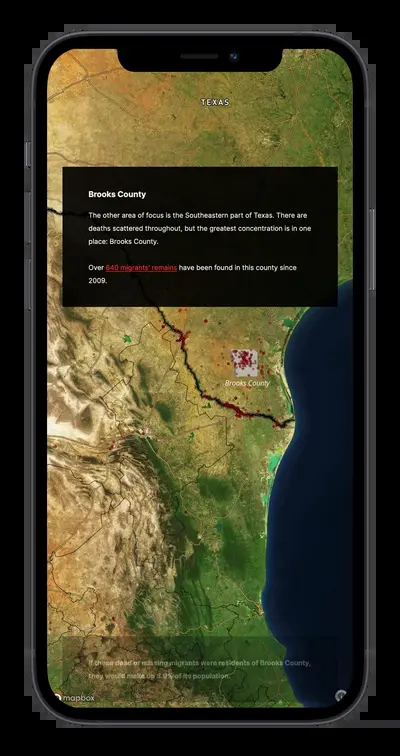 TEXAS
Brooks County
The other area of focus is the Southeastern part of Texas. There are
deaths scattered throughout, but the greatest concentration is in one
place: Brooks County.
Over 640 migrants' remains have been found in this county since
2009.
Brooks County
If these dead or missing migrants were residents of Brooks County,
they would make up 8.9% of its population.
mapbox